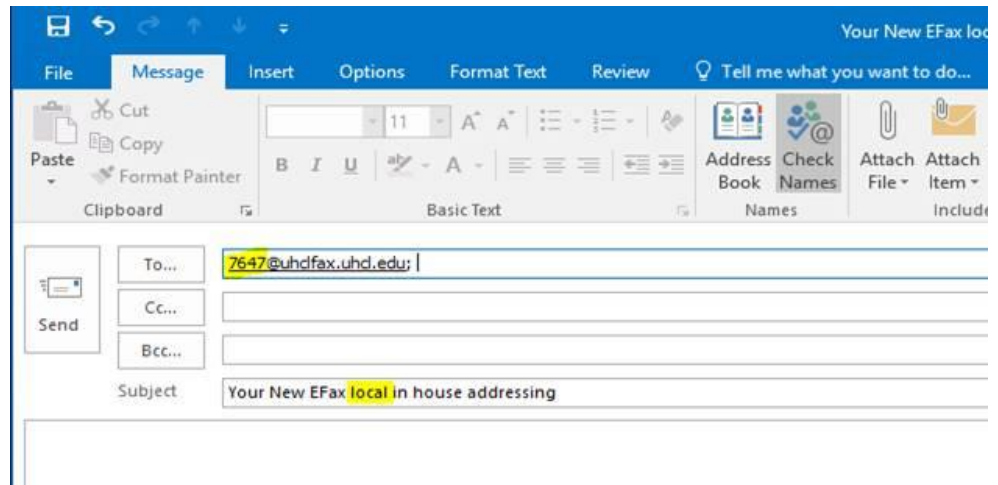 Your New EFax loc
File Message Insert Options Format Text Review Tell me what you want to do...
Cut
Copy
Format Painter
Paste
11
A A
B I U aby A
Address Book
Check Names
Attach File
Attach Item
Clipboard
Basic Text
Names
Include
To... 7647@uhclfax.uhcl.edu;
Cc...
Send
Bcc...
Subject Your New EFax local in house addressing